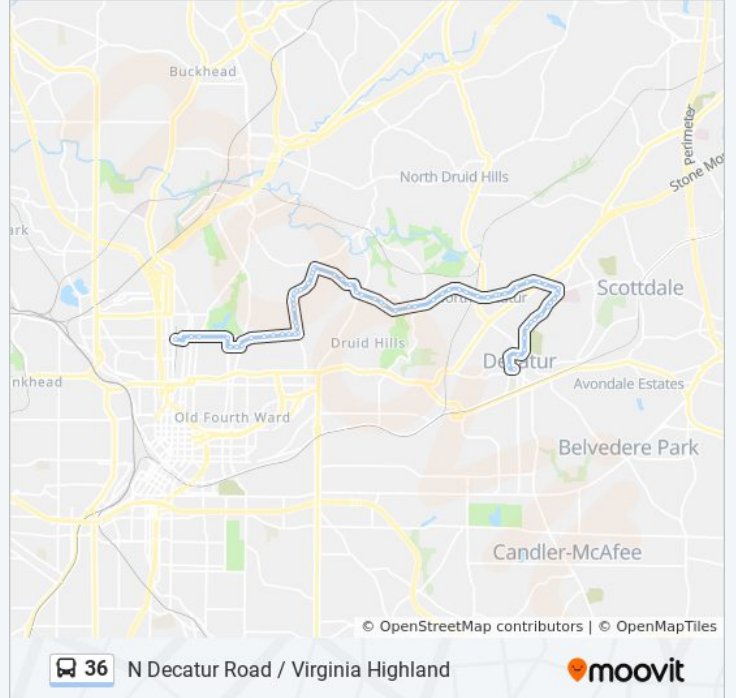 Buckhead
Perimeter
North Druid Hills
Stone Mo
ark
Scottdale
Druid Hills
nkhead
Avondale Estates
Old Fourth Ward
Belvedere Park
Candler-McAfee
© OpenStreetMap contributors | © OpenMapTiles
36 N Decatur Road / Virginia Highland moovit